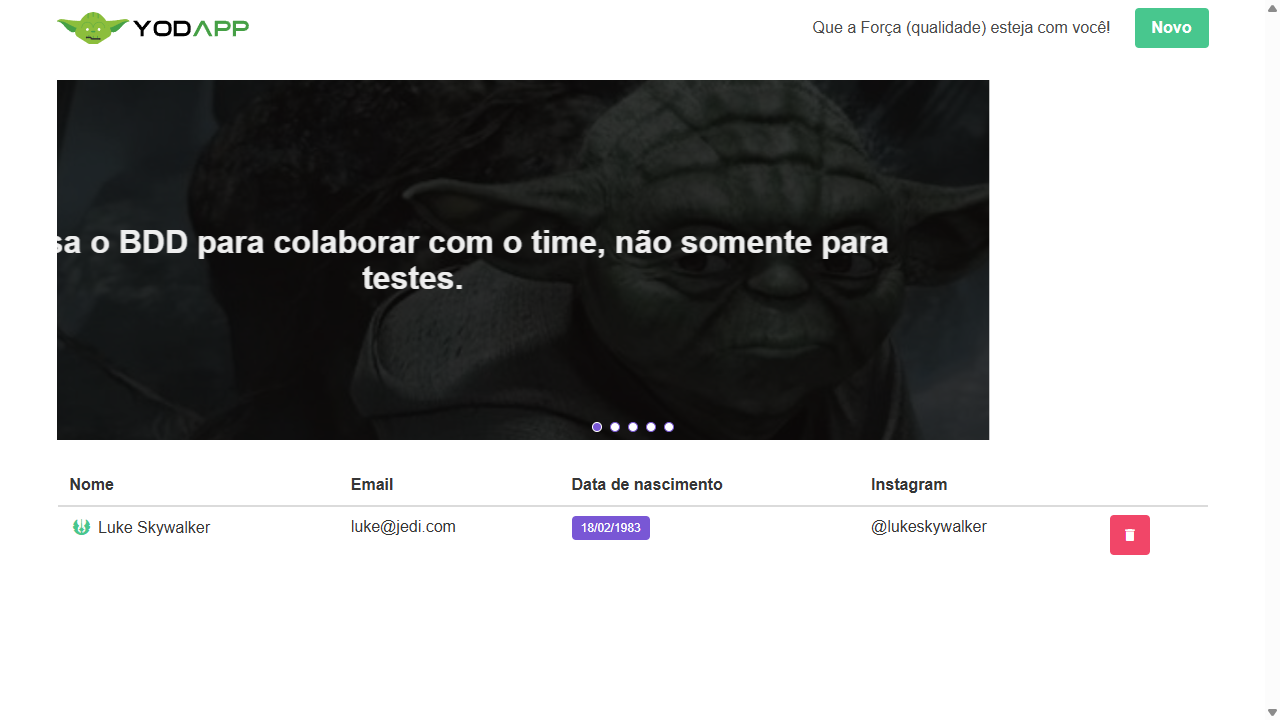 YODAPP
Que a Força (qualidade) esteja com você!
Novo
o BDD para colaborar com o time, não somente para
testes.
Nome
Email
Data de nascimento
Instagram
Luke Skywalker
luke@jedi.com
18/02/1983
@lukeskywalker